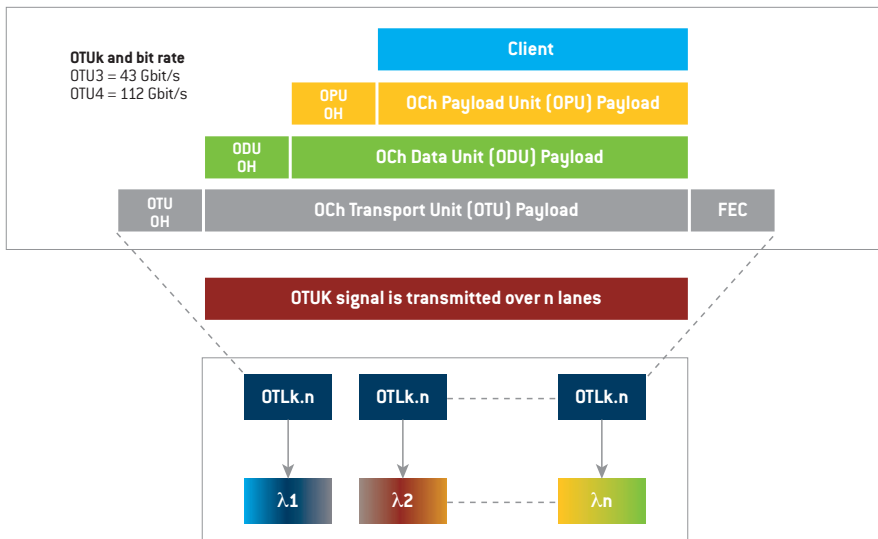 OTUk and bit rate
OTU3 = 43 Gbit/s
OTU4 = 112 Gbit/s
Client
OPU
OH
OCh Payload Unit (OPU) Payload
ODU
OH
OCh Data Unit (ODU) Payload
OTU
OH
OCh Transport Unit (OTU) Payload
FEC
OTUK signal is transmitted over n lanes
OTLk.n
OTLk.n
OTLk.n
λ1
λ2
λn